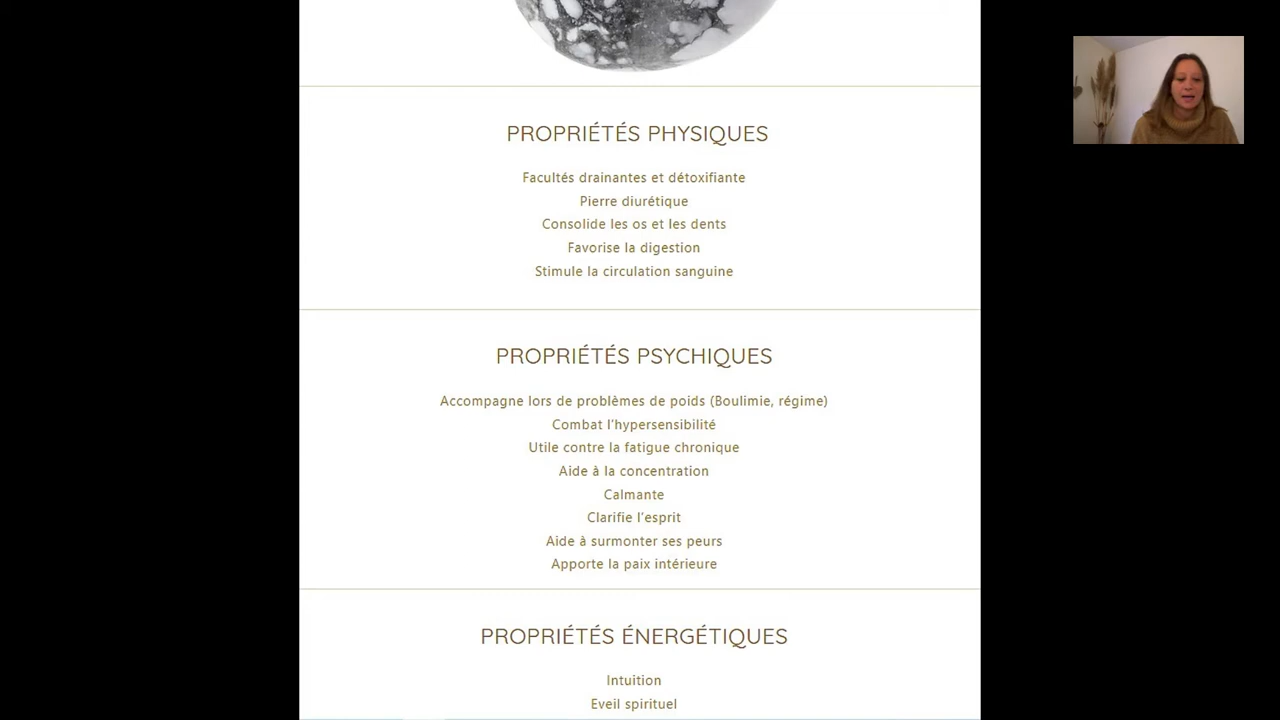 PROPRIÉTÉS PHYSIQUES
Facultés drainantes et détoxifiante
Pierre diurétique
Consolide les os et les dents
Favorise la digestion
Stimule la circulation sanguine
PROPRIÉTÉS PSYCHIQUES
Accompagne lors de problèmes de poids (Boulimie, régime)
Combat l'hypersensibilité
Utile contre la fatigue chronique
Aide à la concentration
Calmante
Clarifie l'esprit
Aide à surmonter ses peurs
Apporte la paix intérieure
PROPRIÉTÉS ÉNERGÉTIQUES
Intuition
Eveil spirituel